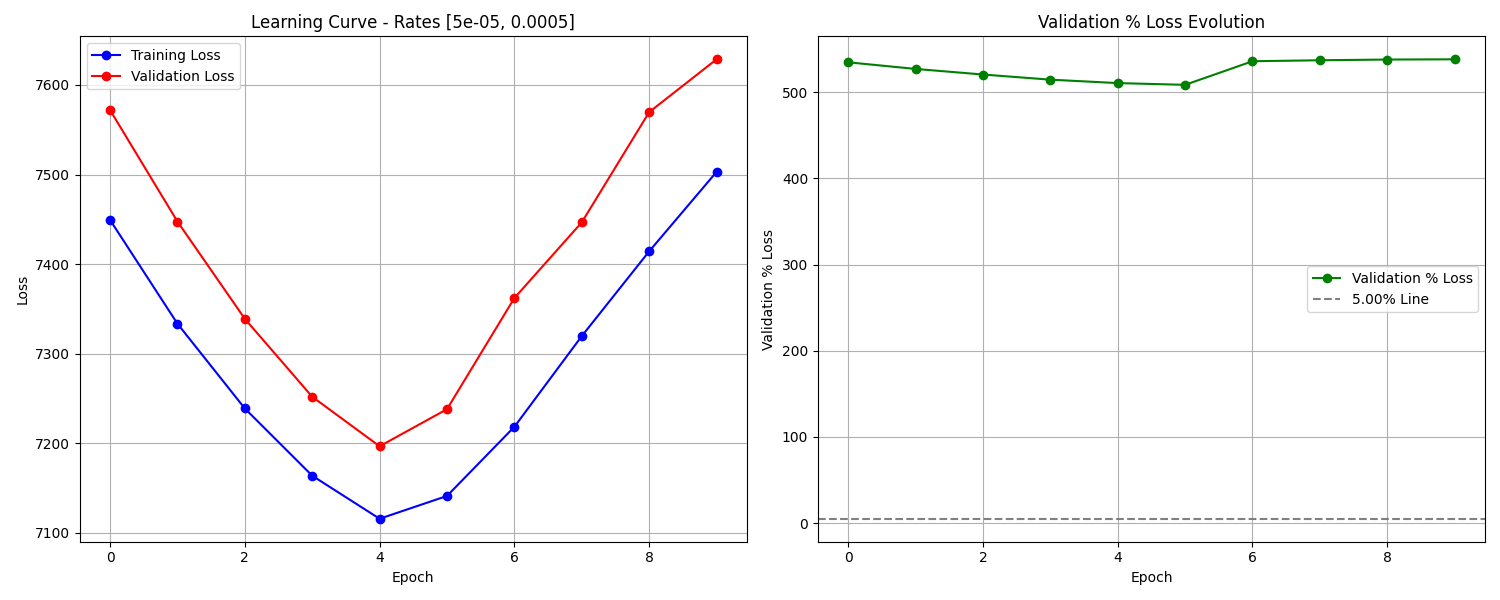 Learning Curve - Rates [5e-05, 0.0005]
Training Loss
Validation Loss
7600
7500
7400
7300
7200
7100
Loss
0 2 4 6 8
Epoch
Validation % Loss Evolution
500
400
300
200
100
0
Validation % Loss
Validation % Loss
5.00% Line
0 2 4 6 8
Epoch